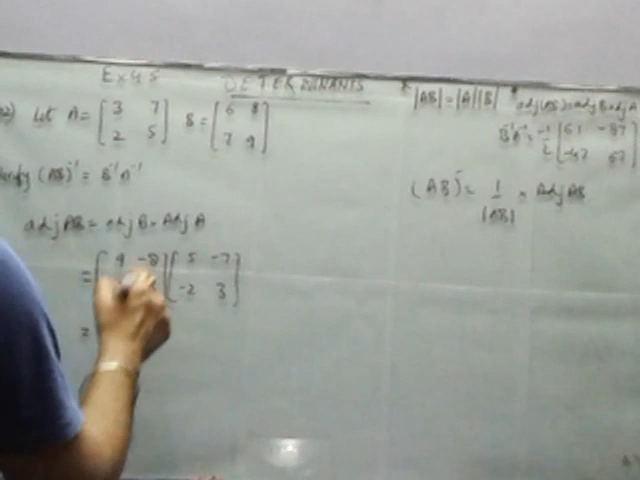 Ex 4.5 DETERMINANTS
Let A = [3 7
2 5] B = [6 8
7 9]
Verify (AB)⁻¹ = B⁻¹ A⁻¹
adj AB = adj B × Adj A
= [9 -8
[5 -7
-2 3]
=
|AB| = |A| |B|
adj(AB) = adj B adj A
B⁻¹A⁻¹ = -1/2 [61 -87
-47 67]
(AB)⁻¹ = 1/|AB| × Adj AB